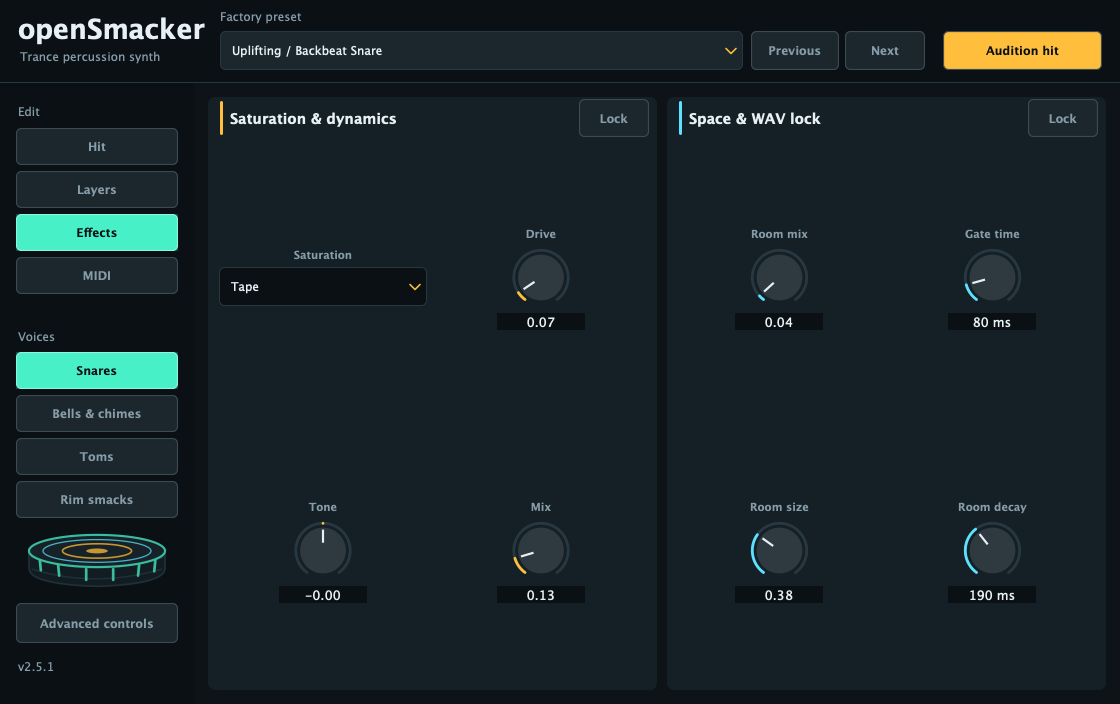 openSmacker
Trance percussion synth
Factory preset
Uplifting / Backbeat Snare
Previous
Next
Audition hit
Edit
Hit
Layers
Effects
MIDI
Voices
Snares
Bells & chimes
Toms
Rim smacks
Advanced controls
v2.5.1
Saturation & dynamics
Lock
Saturation
Tape
Drive
0.07
Tone
-0.00
Mix
0.13
Space & WAV lock
Lock
Room mix
0.04
Gate time
80 ms
Room size
0.38
Room decay
190 ms